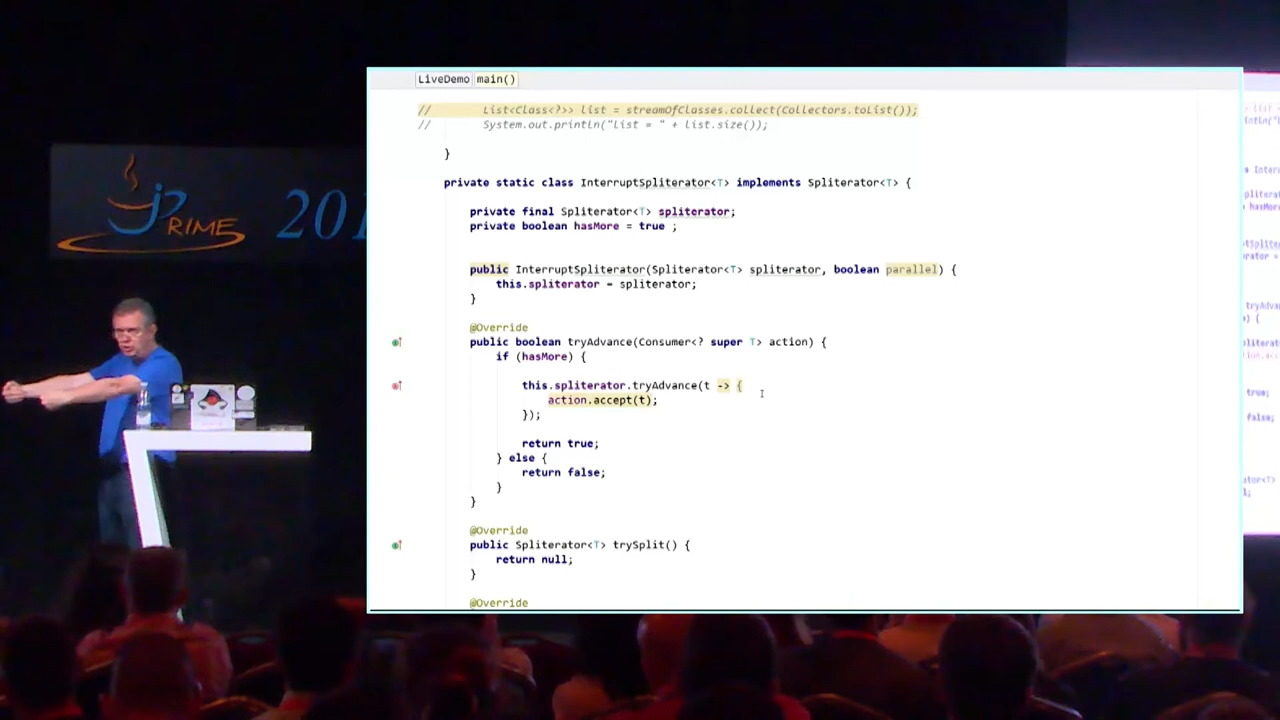 LiveDemo main()
// List<Class<?>> list = streamOfClasses.collect(Collectors.toList());
// System.out.println("list = " + list.size());
}
private static class InterruptSpliterator<T> implements Spliterator<T> {
private final Spliterator<T> spliterator;
private boolean hasMore = true ;
public InterruptSpliterator(Spliterator<T> spliterator, boolean parallel) {
this.spliterator = spliterator;
}
@Override
public boolean tryAdvance(Consumer<? super T> action) {
if (hasMore) {
this.spliterator.tryAdvance(t -> {
action.accept(t);
});
return true;
} else {
return false;
}
}
@Override
public Spliterator<T> trySplit() {
return null;
}
@Override
JPRIME 201